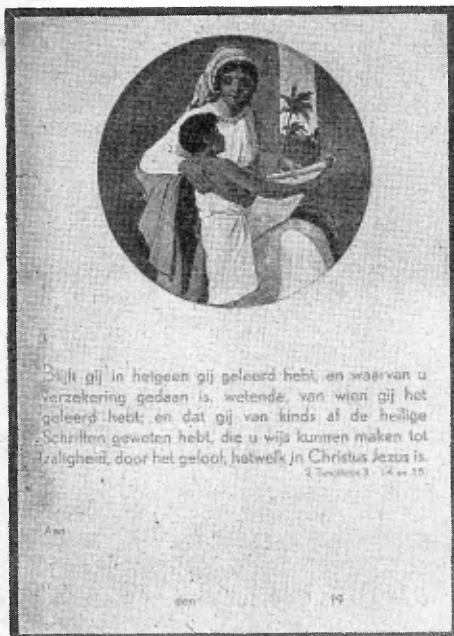 Blijft gij in hetgeen gij geleerd hebt, en waarvan u
verzekering gedaan is, wetende, van wien gij het
geleerd hebt; en dat gij van kinds af de heilige
Schriften geweten hebt, die u wijs kunnen maken tot
zaligheid, door het geloof, hetwelk in Christus Jezus is.
2 Timotheus 3 : 14 en 15.
Aan
den 19